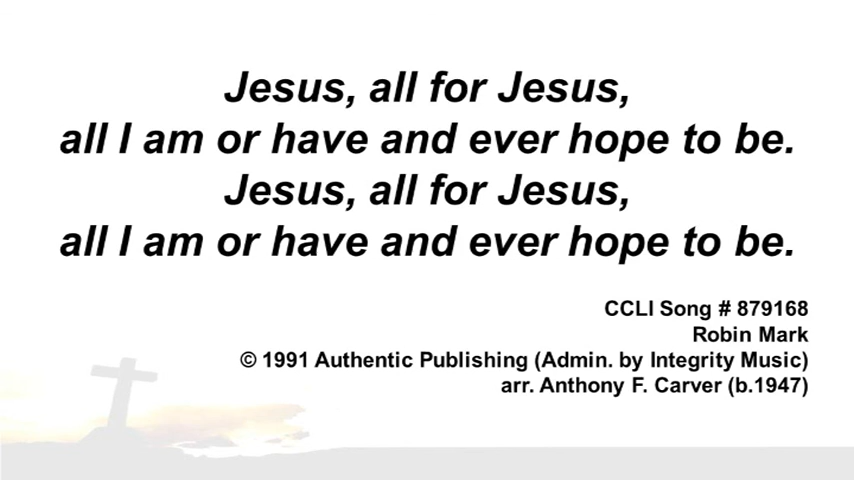 Jesus, all for Jesus,
all I am or have and ever hope to be.
Jesus, all for Jesus,
all I am or have and ever hope to be.
CCLI Song # 879168
Robin Mark
© 1991 Authentic Publishing (Admin. by Integrity Music)
arr. Anthony F. Carver (b.1947)